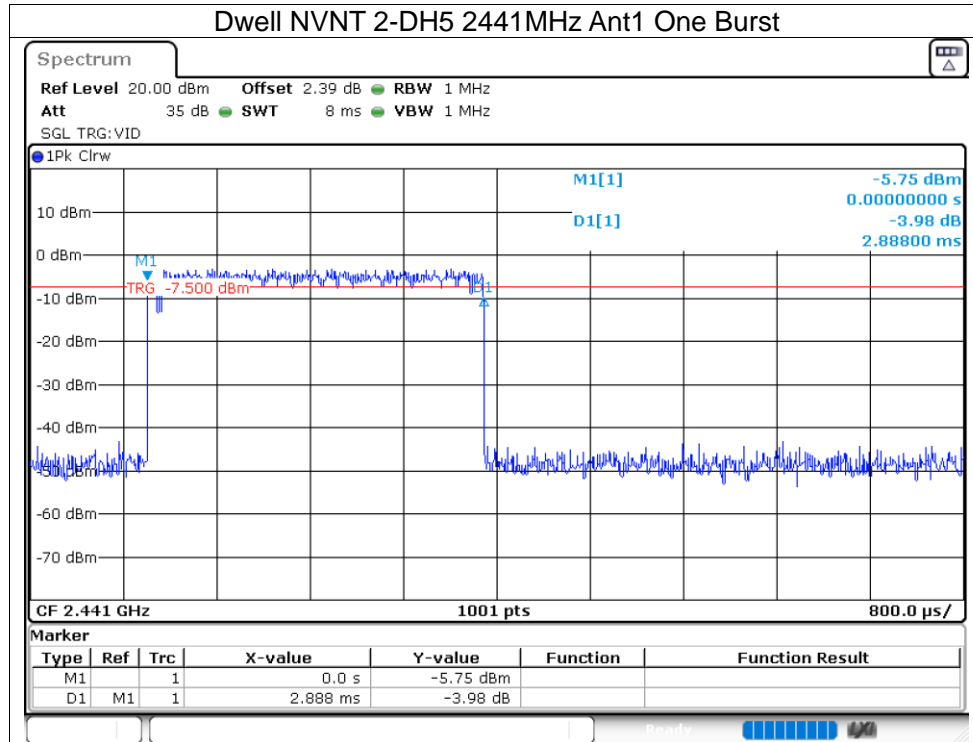 Dwell NVNT 2-DH5 2441MHz Ant1 One Burst
Spectrum
Ref Level 20.00 dBm Offset 2.39 dB RBW 1 MHz
Att 35 dB SWT 8 ms VBW 1 MHz
SGL TRG:VID
1Pk Clrw
M1[1] -5.75 dBm
0.00000000 s
10 dBm
D1[1] -3.98 dB
2.88800 ms
0 dBm
M1
TRG -7.500 dBm
D1
-10 dBm
-20 dBm
-30 dBm
-40 dBm
-50 dBm
-60 dBm
-70 dBm
CF 2.441 GHz 1001 pts 800.0 µs/
Marker
Type Ref Trc X-value Y-value Function Function Result
M1 1 0.0 s -5.75 dBm
D1 M1 1 2.888 ms -3.98 dB
Ready LXI